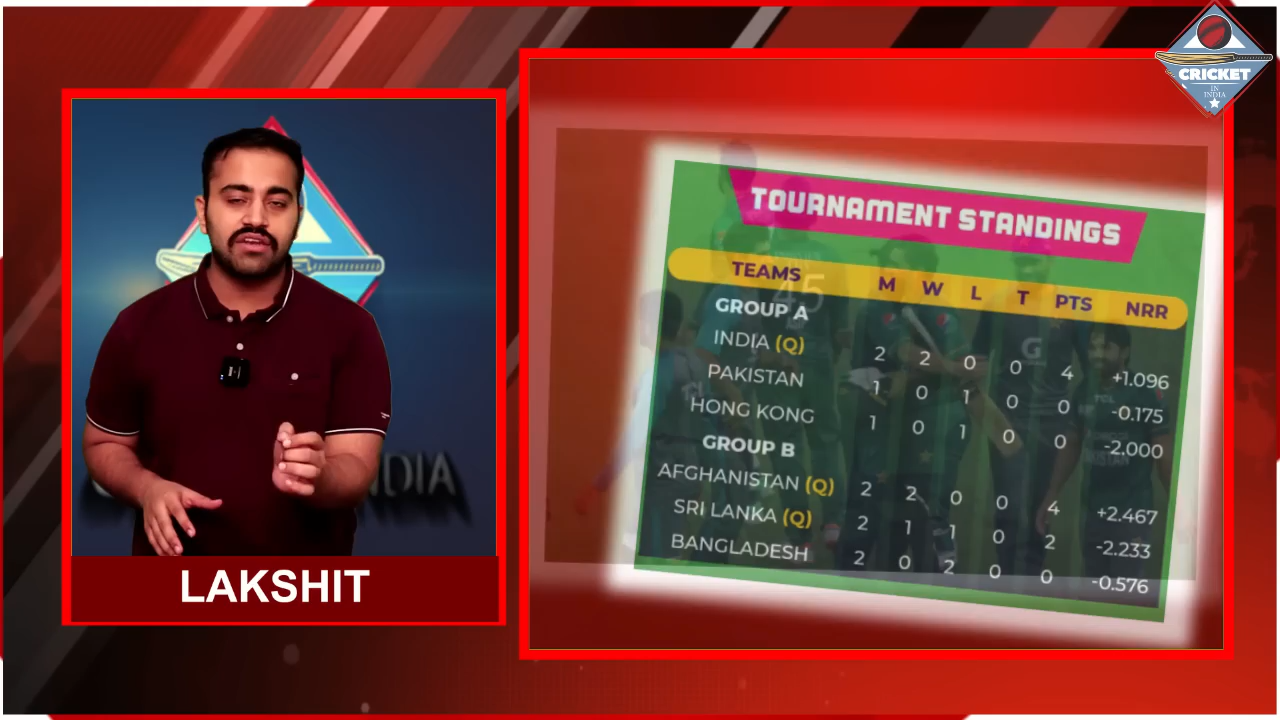 CRICKET
IN
INDIA
TOURNAMENT STANDINGS
TEAMS M W L T PTS NRR
GROUP A
INDIA (Q) 2 2 0 0 4 +1.096
PAKISTAN 1 0 1 0 0 -0.175
HONG KONG 1 0 1 0 0 -2.000
GROUP B
AFGHANISTAN (Q) 2 2 0 0 4 +2.467
SRI LANKA (Q) 2 1 1 0 2 -2.233
BANGLADESH 2 0 2 0 0 -0.576
45
G
NDIA
LAKSHIT